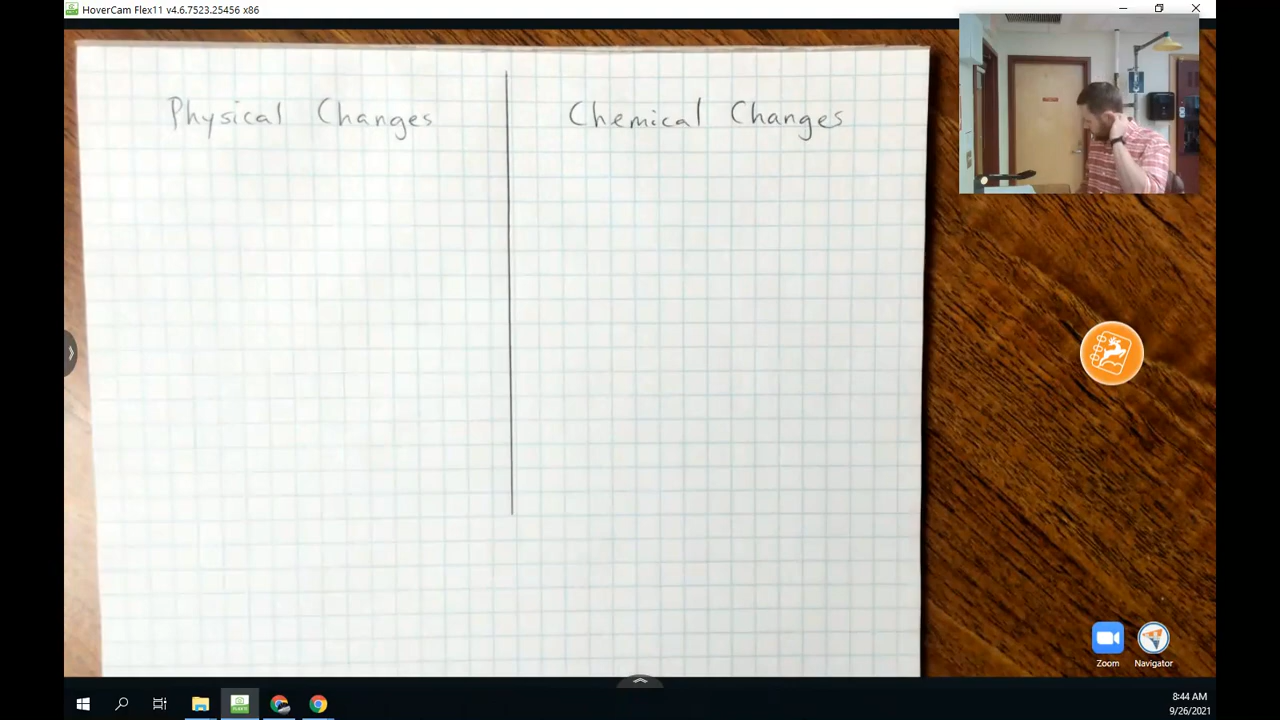 HoverCam Flex11 v4.6.7523.25456 x86
Physical Changes
Chemical Changes
Zoom
Navigator
8:44 AM
9/26/2021